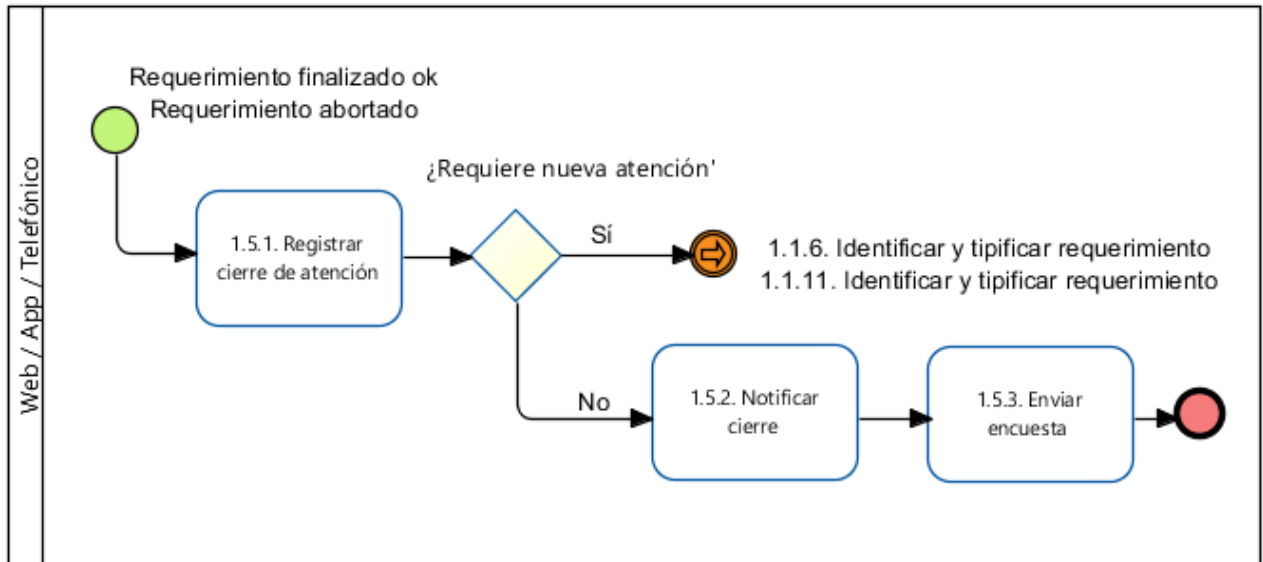 Web / App / Telefónico
Requerimiento finalizado ok
Requerimiento abortado
1.5.1. Registrar
cierre de atención
¿Requiere nueva atención'
Sí
1.1.6. Identificar y tipificar requerimiento
1.1.11. Identificar y tipificar requerimiento
No
1.5.2. Notificar
cierre
1.5.3. Enviar
encuesta